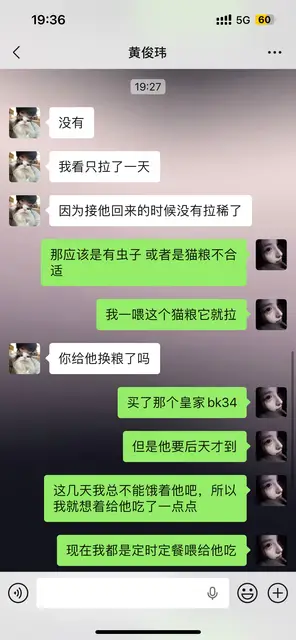 19:36
5G
60
黄俊玮
19:27
没有
我看只拉了一天
因为接他回来的时候没有拉稀了
那应该是有虫子 或者是猫粮不合
适
我一喂这个猫粮它就拉
你给他换粮了吗
买了那个皇家bk34
但是他要后天才到
这几天我总不能饿着他吧，所以
我就想着给他吃了一点点
现在我都是定时定餐喂给他吃